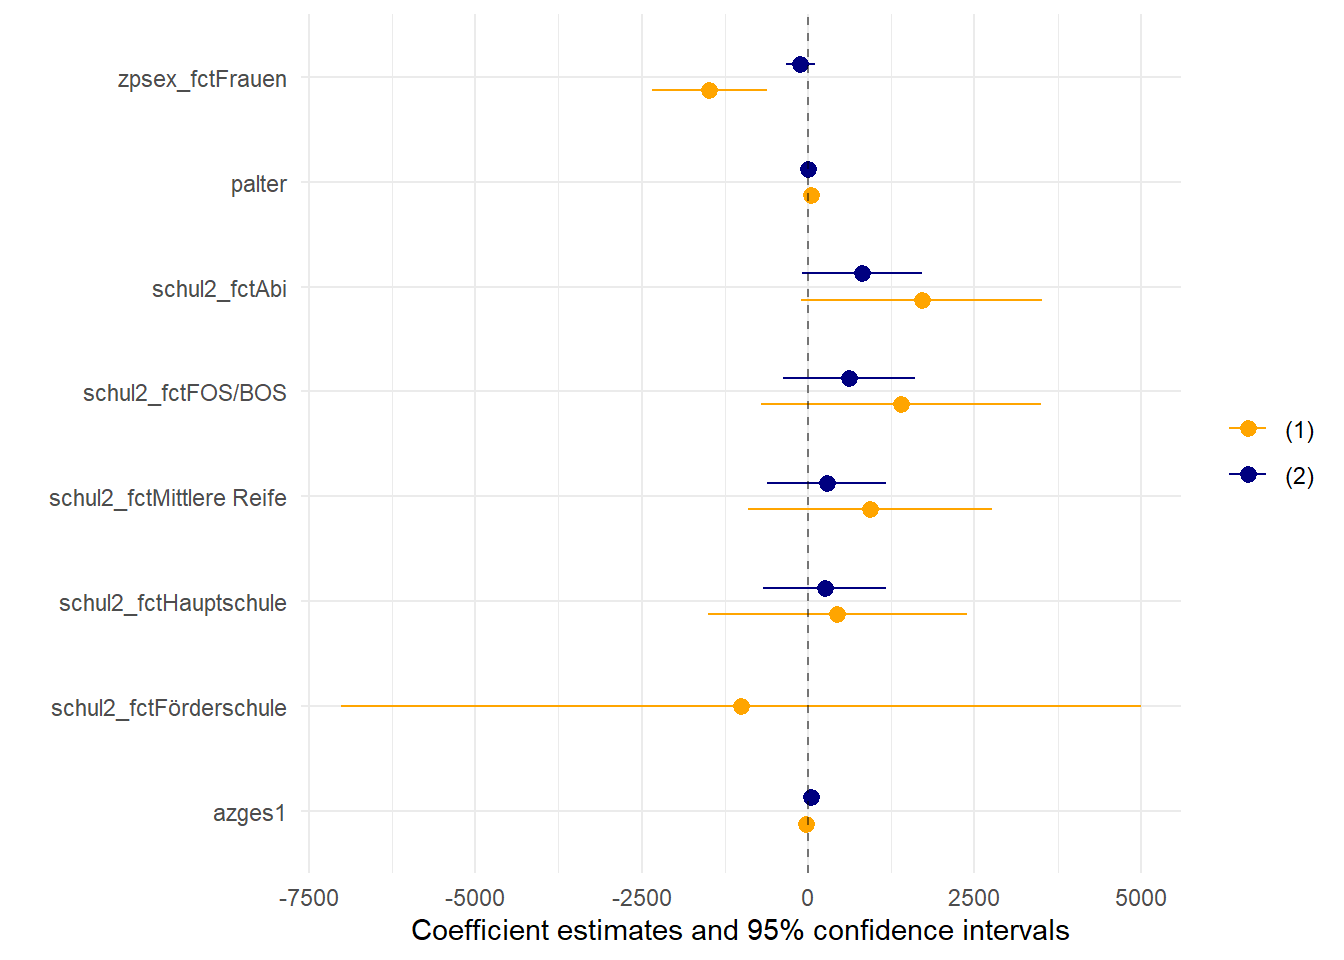 zpsex_fctFrauen
palter
schul2_fctAbi
schul2_fctFOS/BOS
schul2_fctMittlere Reife
schul2_fctHauptschule
schul2_fctFörderschule
azges1
-7500 -5000 -2500 0 2500 5000
Coefficient estimates and 95% confidence intervals
(1)
(2)